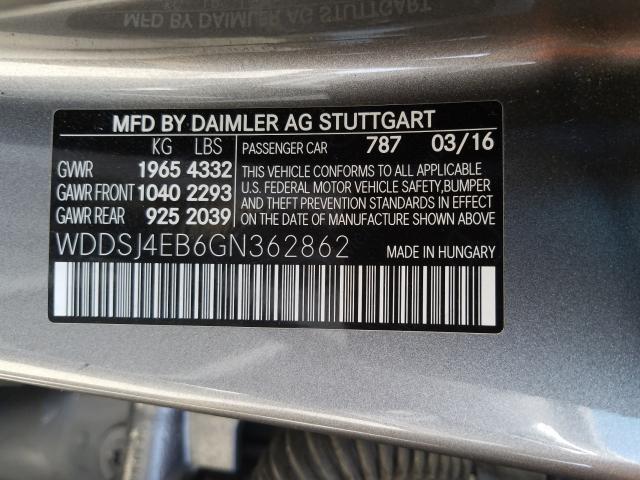 MFD BY DAIMLER AG STUTTGART
KG LBS PASSENGER CAR 787 03/16
GVWR 1965 4332 THIS VEHICLE CONFORMS TO ALL APPLICABLE
GAWR FRONT 1040 2293 U.S. FEDERAL MOTOR VEHICLE SAFETY, BUMPER
GAWR REAR 925 2039 AND THEFT PREVENTION STANDARDS IN EFFECT
ON THE DATE OF MANUFACTURE SHOWN ABOVE.
WDDSJ4EB6GN362862 MADE IN HUNGARY